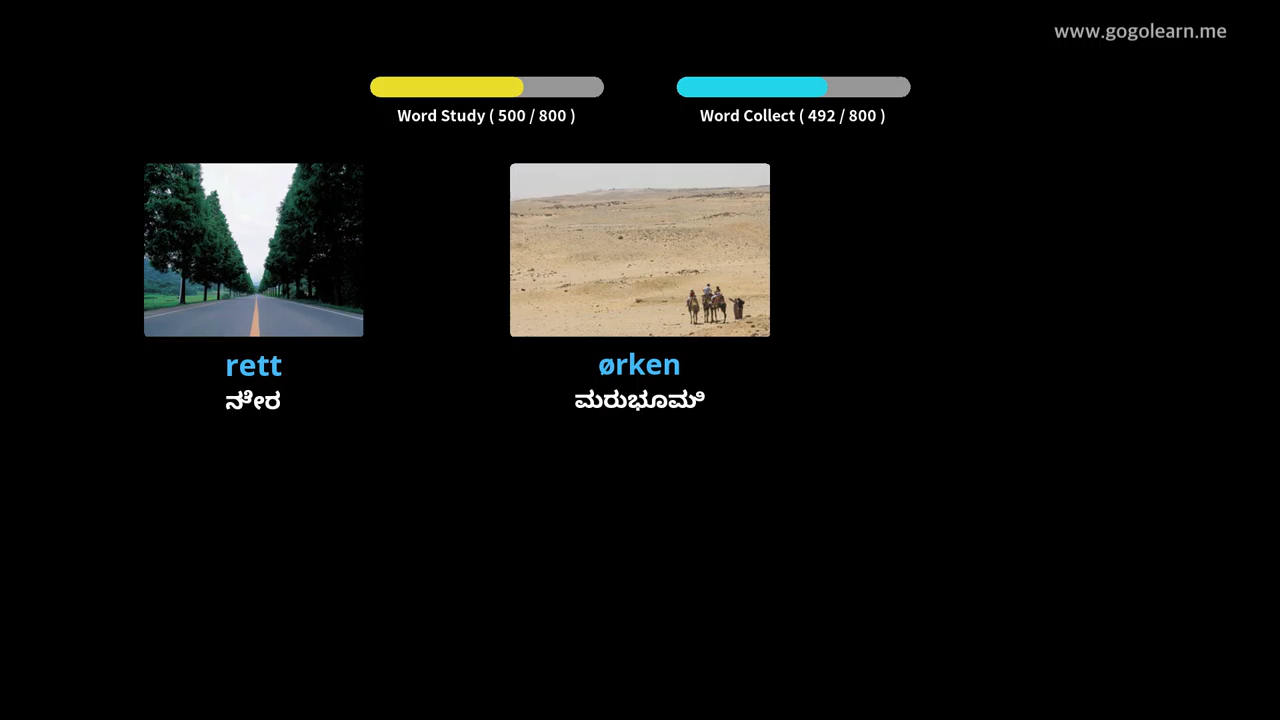 www.gogolearn.me
Word Study ( 500 / 800 )
Word Collect ( 492 / 800 )
rett
ನೇರ
ørken
ಮರುಭೂಮಿ